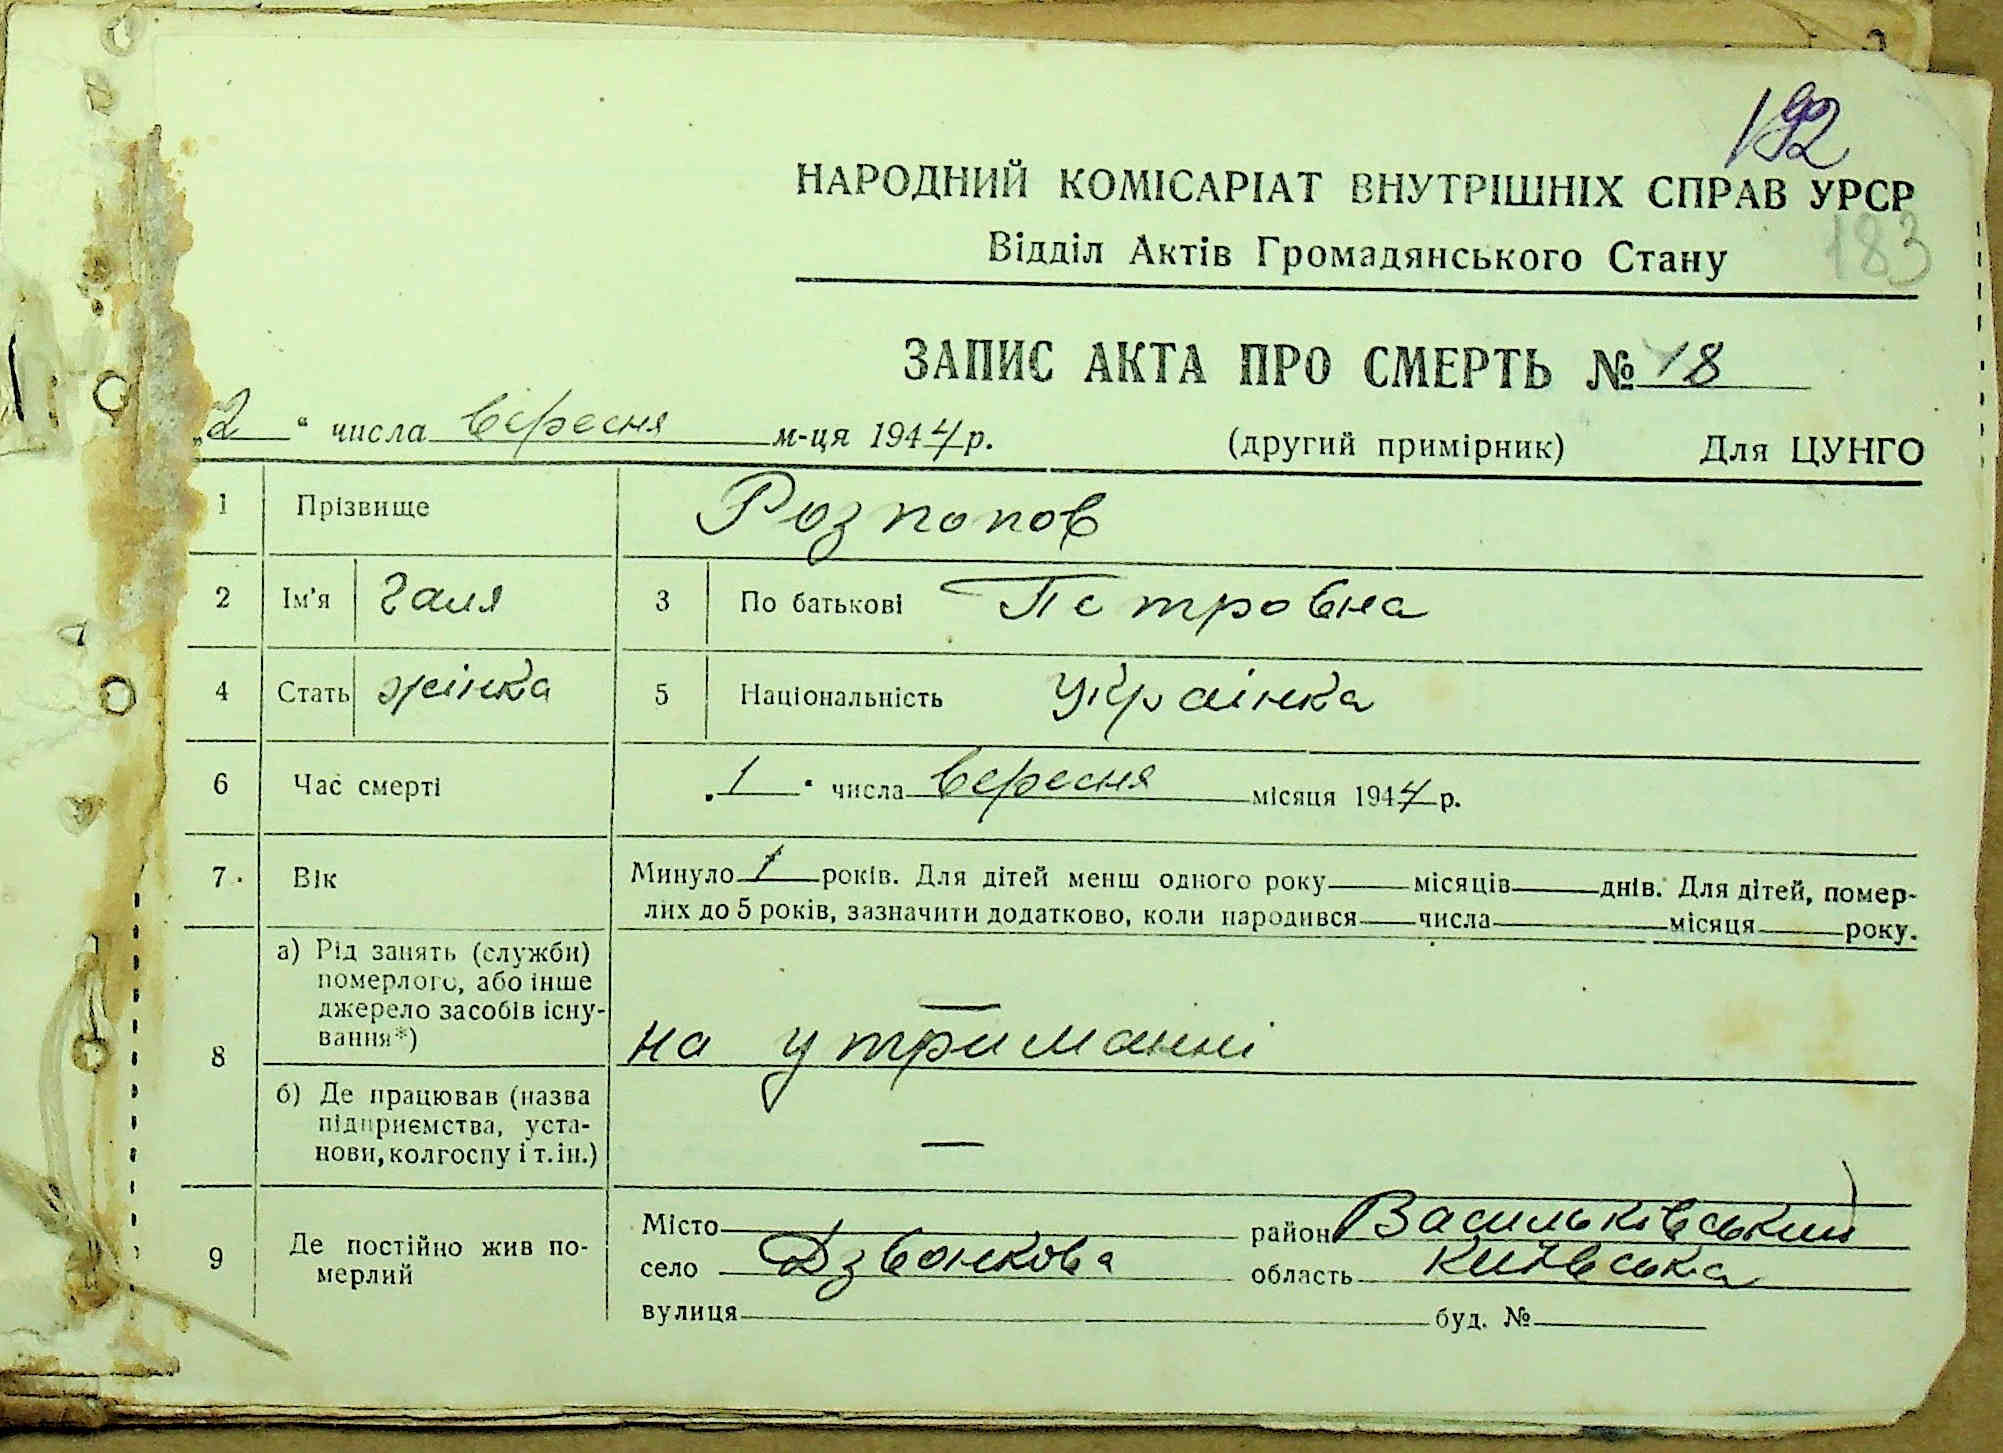 192
НАРОДНИЙ КОМІСАРІАТ ВНУТРІШНІХ СПРАВ УРСР
Відділ Актів Громадянського Стану
183
ЗАПИС АКТА ПРО СМЕРТЬ № 18
„2“ числа вересня м-ця 1944 р. (другий примірник) Для ЦУНГО
1 Прізвище Розпопов
2 Ім'я Галя 3 По батькові Петровна
4 Стать жінка 5 Національність Українка
6 Час смерті „1“ числа Вересня місяця 1944 р.
7. Вік Минуло 1 років. Для дітей менш одного року місяців днів. Для дітей, помер-
лих до 5 років, зазначити додатково, коли народився числа місяця року.
8 а) Рід занять (служби)
померлого, або інше
джерело засобів існу-
вання*)
—
на утриманні
б) Де працював (назва
підприємства, уста-
нови, колгоспу і т. ін.)
—
9 Де постійно жив по-
мерлий
Місто район Васильківський
село Дзвонкова область Київська
вулиця буд. №